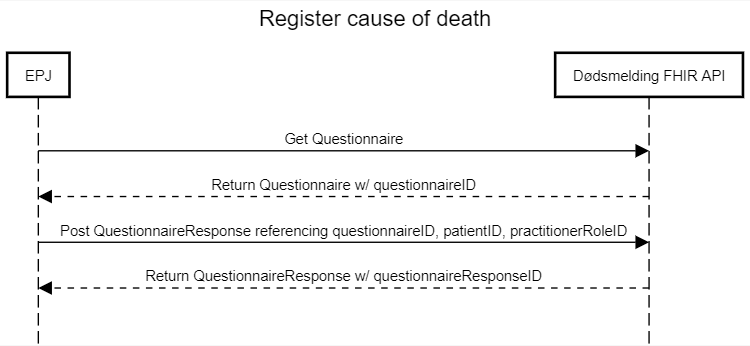 Register cause of death
EPJ
Dødsmelding FHIR API
Get Questionnaire
Return Questionnaire w/ questionnaireID
Post QuestionnaireResponse referencing questionnaireID, patientID, practitionerRoleID
Return QuestionnaireResponse w/ questionnaireResponseID